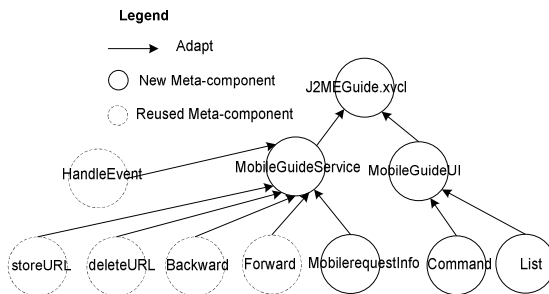 Legend
Adapt
New Meta-component
Reused Meta-component
J2MEGuide.xvcl
HandleEvent
MobileGuideService
MobileGuideUI
storeURL
deleteURL
Backward
Forward
MobilerequestInfo
Command
List